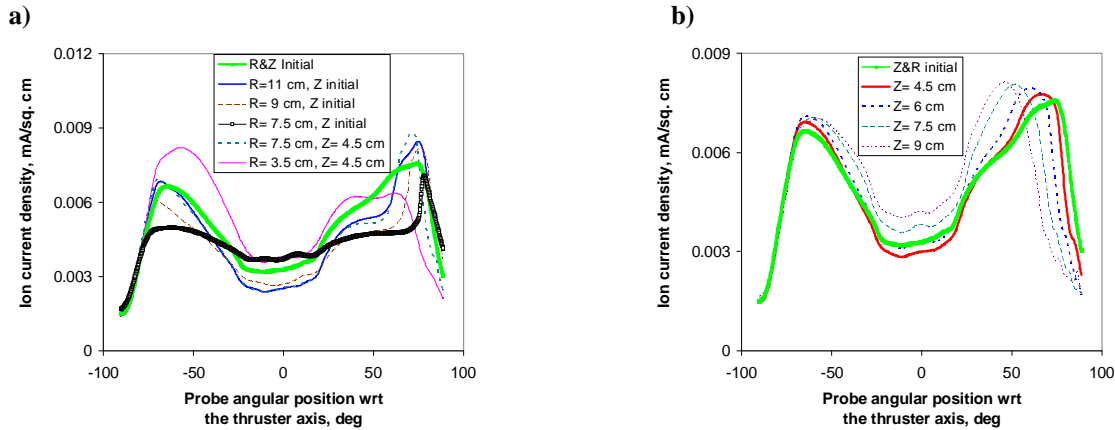 a)
Ion current density, mA/sq. cm
0.012
0.009
0.006
0.003
0
-100
-50
0
50
100
R&Z Initial
R=11 cm, Z initial
R= 9 cm, Z initial
R= 7.5 cm, Z initial
R= 7.5 cm, Z= 4.5 cm
R= 3.5 cm, Z= 4.5 cm
Probe angular position wrt
the thruster axis, deg
b)
Ion current density, mA/sq. cm
0.009
0.006
0.003
0
-100
-50
0
50
100
Z&R initial
Z= 4.5 cm
Z= 6 cm
Z= 7.5 cm
Z= 9 cm
Probe angular position wrt
the thruster axis, deg